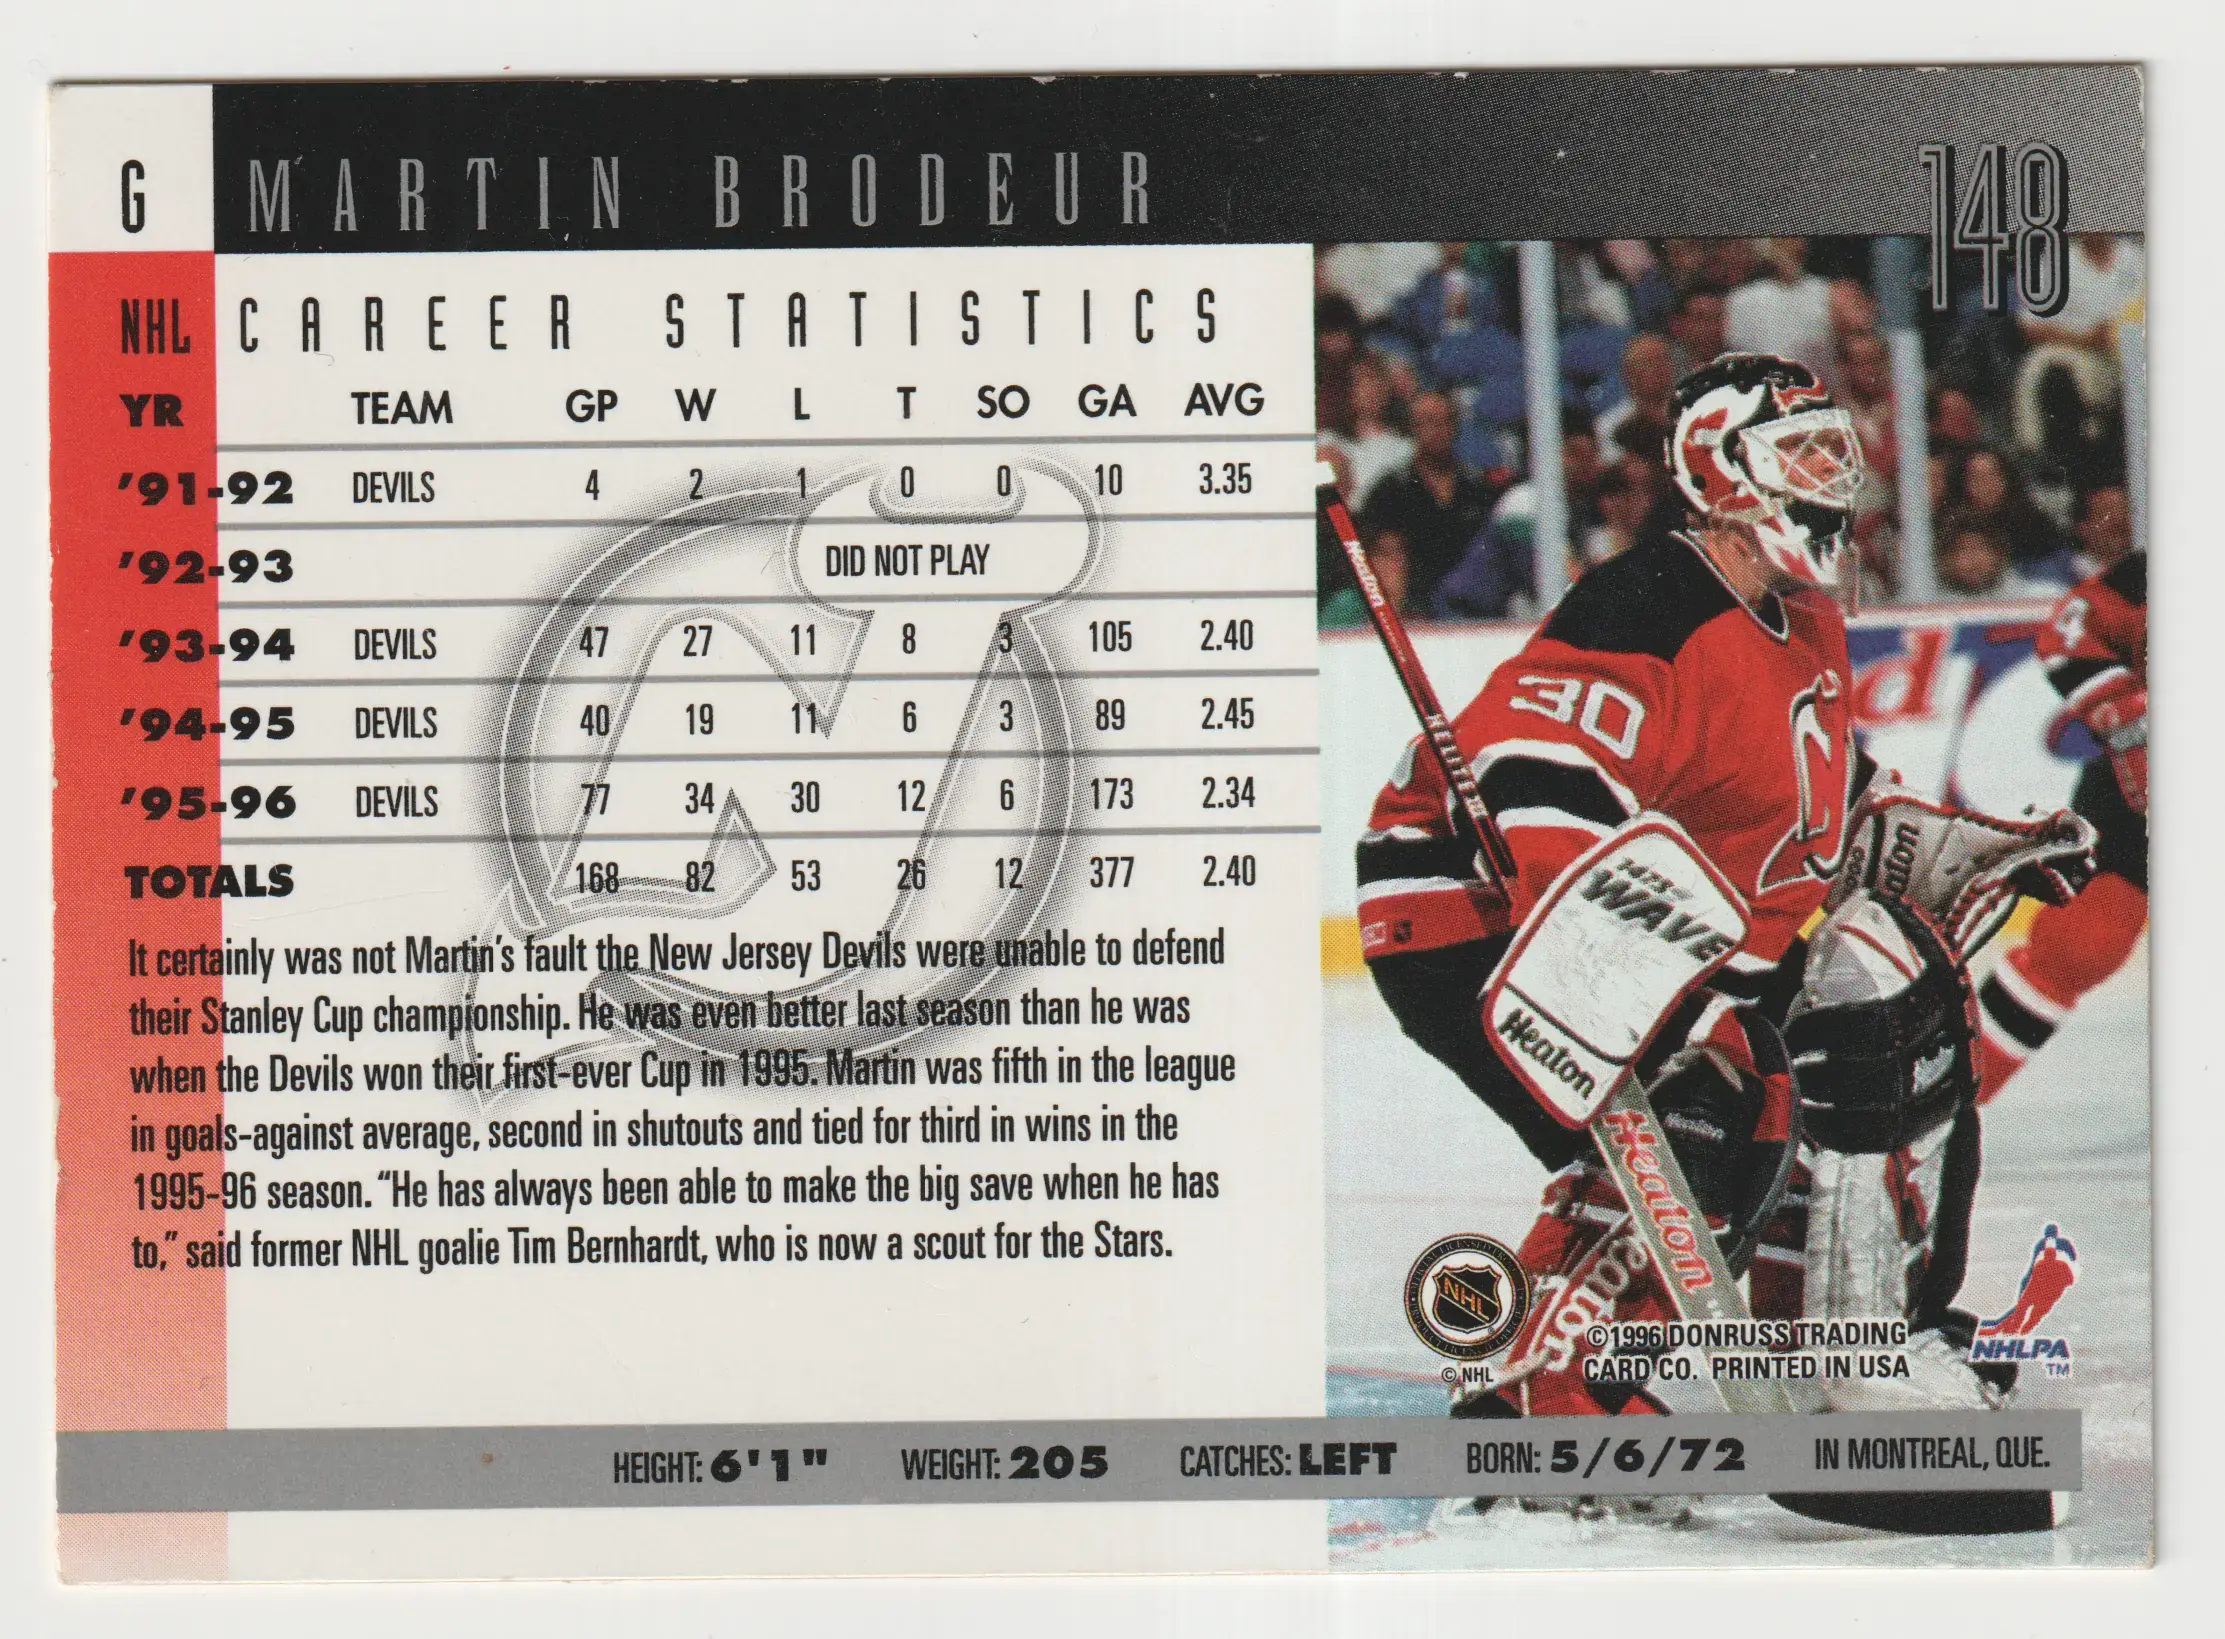 G MARTIN BRODEUR 148
NHL CAREER STATISTICS
YR TEAM GP W L T SO GA AVG
'91-92 DEVILS 4 2 1 0 0 10 3.35
'92-93 DID NOT PLAY
'93-94 DEVILS 47 27 11 8 3 105 2.40
'94-95 DEVILS 40 19 11 6 3 89 2.45
'95-96 DEVILS 77 34 30 12 6 173 2.34
TOTALS 168 82 53 26 12 377 2.40
It certainly was not Martin's fault the New Jersey Devils were unable to defend
their Stanley Cup championship. He was even better last season than he was
when the Devils won their first-ever Cup in 1995. Martin was fifth in the league
in goals-against average, second in shutouts and tied for third in wins in the
1995-96 season. "He has always been able to make the big save when he has
to," said former NHL goalie Tim Bernhardt, who is now a scout for the Stars.
Heaton
30
Heaton
WAVE
Heaton
Heaton
Heaton
NHL
© NHL
©1996 DONRUSS TRADING
CARD CO. PRINTED IN USA
NHLPA
TM
HEIGHT: 6'1" WEIGHT: 205 CATCHES: LEFT BORN: 5/6/72 IN MONTREAL, QUE.